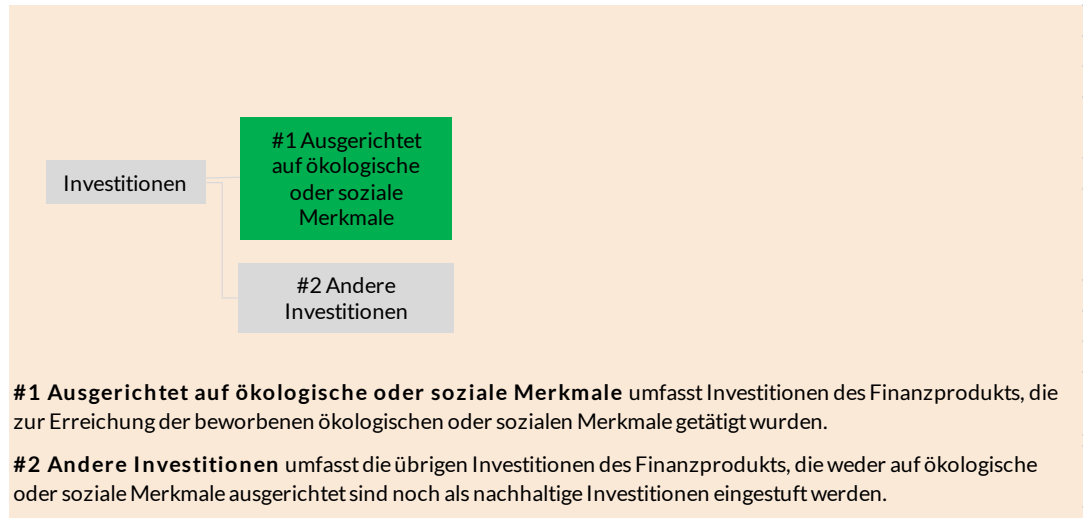 Investitionen
#1 Ausgerichtet
auf ökologische
oder soziale
Merkmale
#2 Andere
Investitionen
#1 Ausgerichtet auf ökologische oder soziale Merkmale umfasst Investitionen des Finanzprodukts, die
zur Erreichung der beworbenen ökologischen oder sozialen Merkmale getätigt wurden.
#2 Andere Investitionen umfasst die übrigen Investitionen des Finanzprodukts, die weder auf ökologische
oder soziale Merkmale ausgerichtet sind noch als nachhaltige Investitionen eingestuft werden.